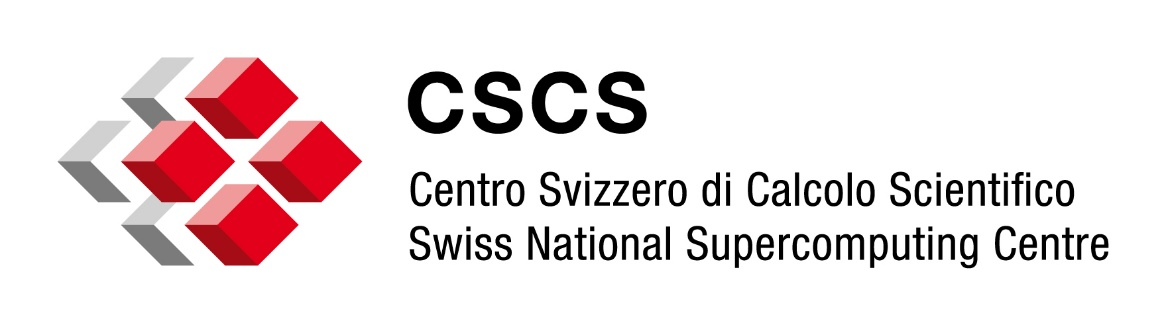 CSCS
Centro Svizzero di Calcolo Scientifico
Swiss National Supercomputing Centre